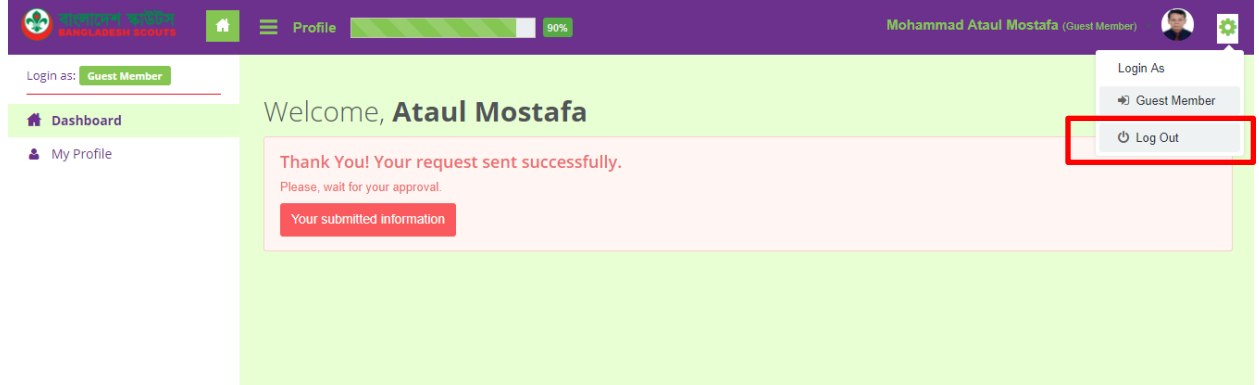 বাংলাদেশ স্কাউটস
BANGLADESH SCOUTS
Profile 90%
Mohammad Ataul Mostafa (Guest Member)
Login as: Guest Member
Dashboard
My Profile
Welcome, Ataul Mostafa
Thank You! Your request sent successfully.
Please, wait for your approval.
Your submitted information
Login As
Guest Member
Log Out